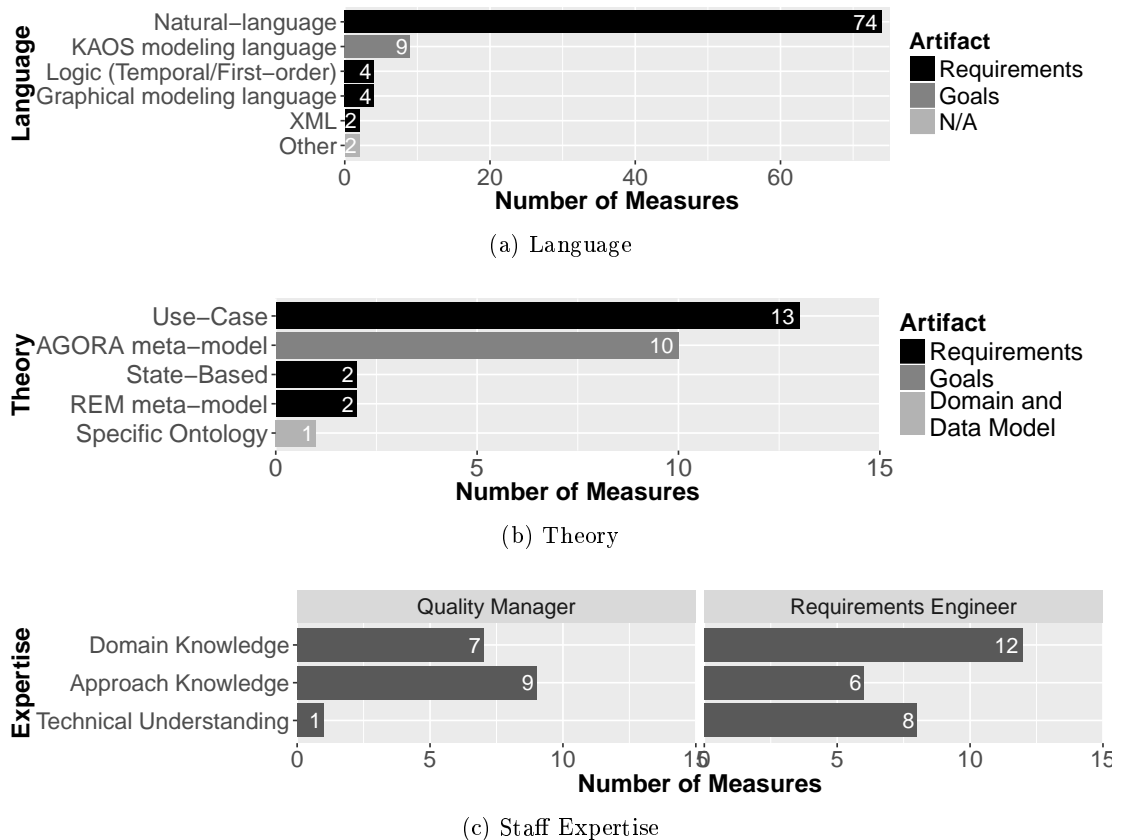 Language
Natural−language
KAOS modeling language
Logic (Temporal/First−order)
Graphical modeling language
XML
Other
74
9
4
4
2
2
0 20 40 60
Number of Measures
Artifact
Requirements
Goals
N/A
(a) Language
Theory
Use−Case
AGORA meta−model
State−Based
REM meta−model
Specific Ontology
13
10
2
2
1
0 5 10 15
Number of Measures
Artifact
Requirements
Goals
Domain and
Data Model
(b) Theory
Quality Manager Requirements Engineer
Expertise
Domain Knowledge 7 12
Approach Knowledge 9 6
Technical Understanding 1 8
0 5 10 15 0 5 10 15
Number of Measures
(c) Staff Expertise